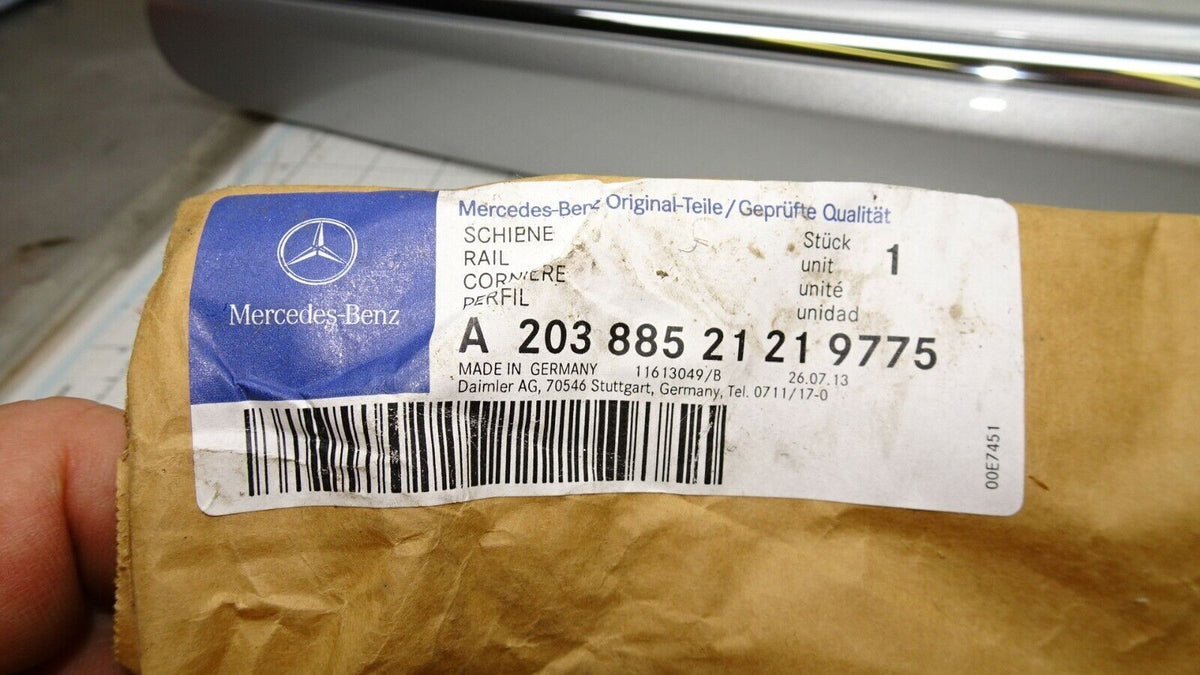 Mercedes-Benz
Mercedes-Benz Original-Teile/Geprüfte Qualität
SCHIENE
RAIL
CORNIERE
PERFIL
Stück 1
unit
unité
unidad
A 203 885 21 21 9775
MADE IN GERMANY 11613049/B 26.07.13
Daimler AG, 70546 Stuttgart, Germany, Tel. 0711/17-0
00E7451